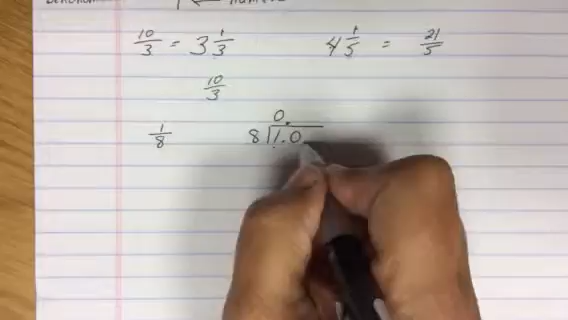 10/3 = 3 1/3 4 1/5 = 21/5
10/3
0.
1/8 8 1.0